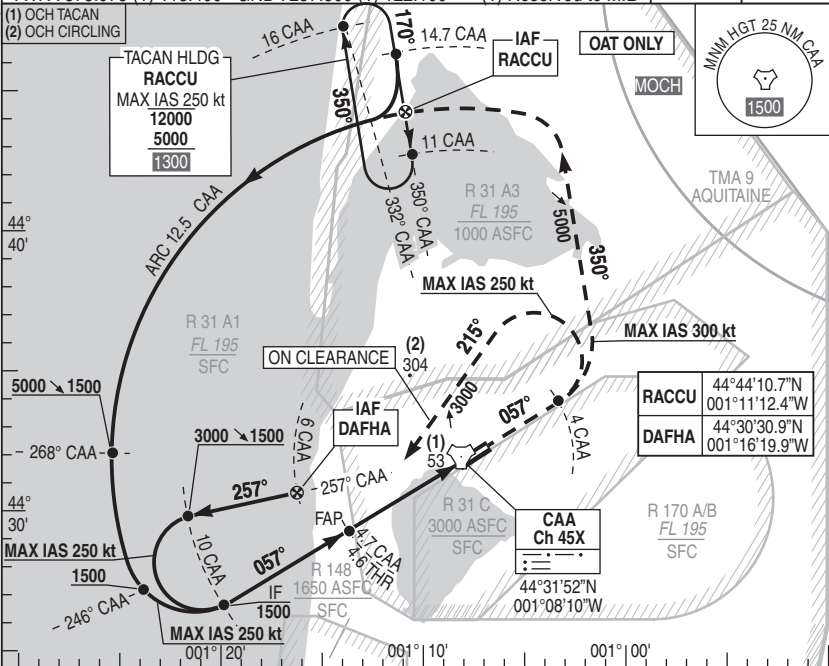 (1) OCH TACAN
(2) OCH CIRCLING
16 CAA
170°
14.7 CAA
IAF
RACCU
OAT ONLY
MOCH
MNM HGT 25 NM CAA
1500
TACAN HLDG
RACCU
MAX IAS 250 kt
12000
5000
1300
350°
11 CAA
332° CAA
350° CAA
R 31 A3
FL 195
1000 ASFC
TMA 9
AQUITAINE
5000
350°
ARC 12.5 CAA
44°
40'
MAX IAS 250 kt
MAX IAS 300 kt
R 31 A1
FL 195
SFC
215°
ON CLEARANCE
(2)
304
3000
5000 ↘ 1500
IAF
DAFHA
6 CAA
057°
4 CAA
RACCU 44°44'10.7"N 001°11'12.4"W
DAFHA 44°30'30.9"N 001°16'19.9"W
3000 ↘ 1500
268° CAA
(1)
53
257° CAA
257°
44°
30'
FAP
R 31 C
3000 ASFC
SFC
CAA
Ch 45X
44°31'52"N
001°08'10"W
R 170 A/B
FL 195
SFC
MAX IAS 250 kt
10 CAA
057°
4.7 CAA
4.6 THR
1500
IF
1500
R 148
1650 ASFC
SFC
246° CAA
MAX IAS 250 kt
001°20'
001°10'
001°00'